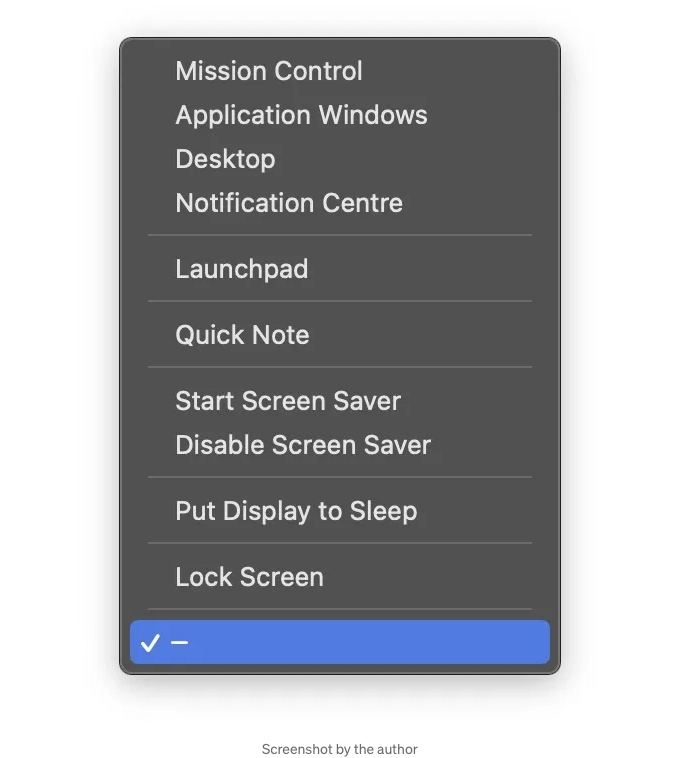 Mission Control
Application Windows
Desktop
Notification Centre
Launchpad
Quick Note
Start Screen Saver
Disable Screen Saver
Put Display to Sleep
Lock Screen
✓ –
Screenshot by the author